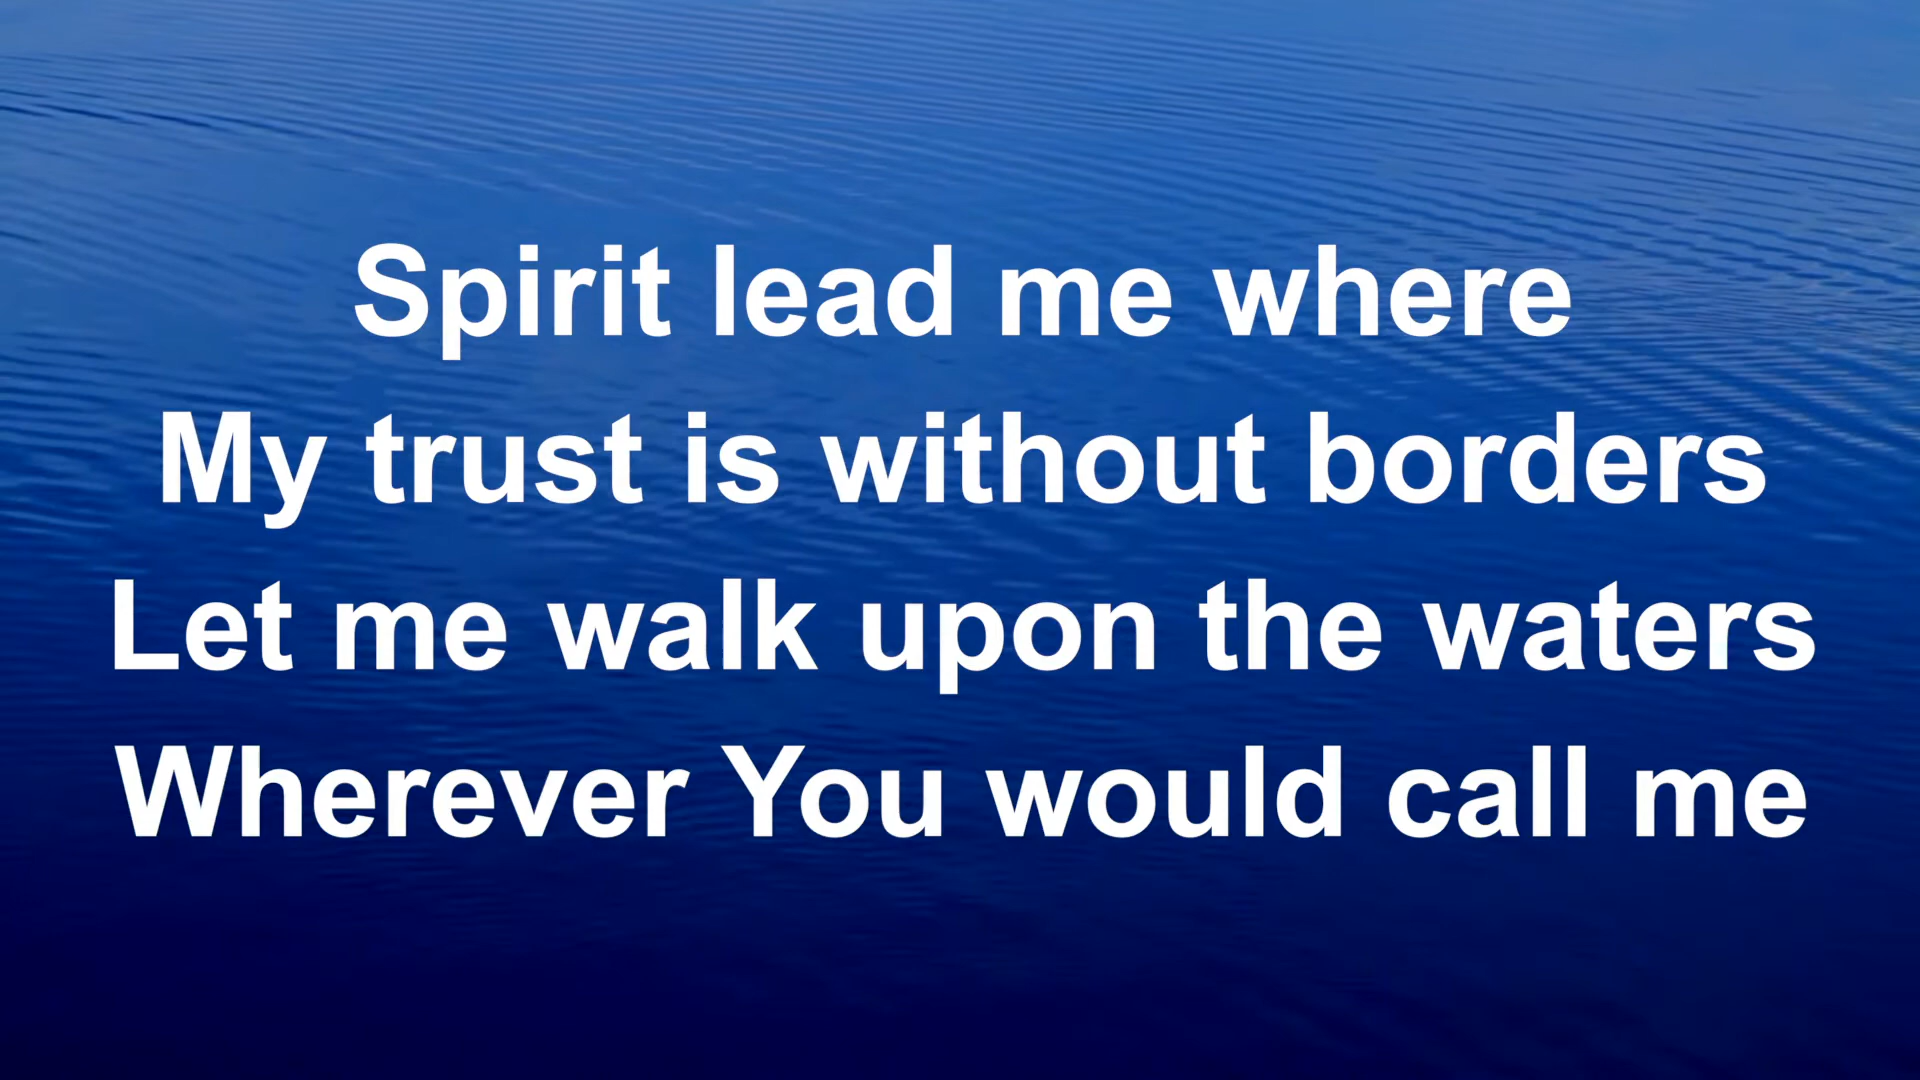 Spirit lead me where
My trust is without borders
Let me walk upon the waters
Wherever You would call me